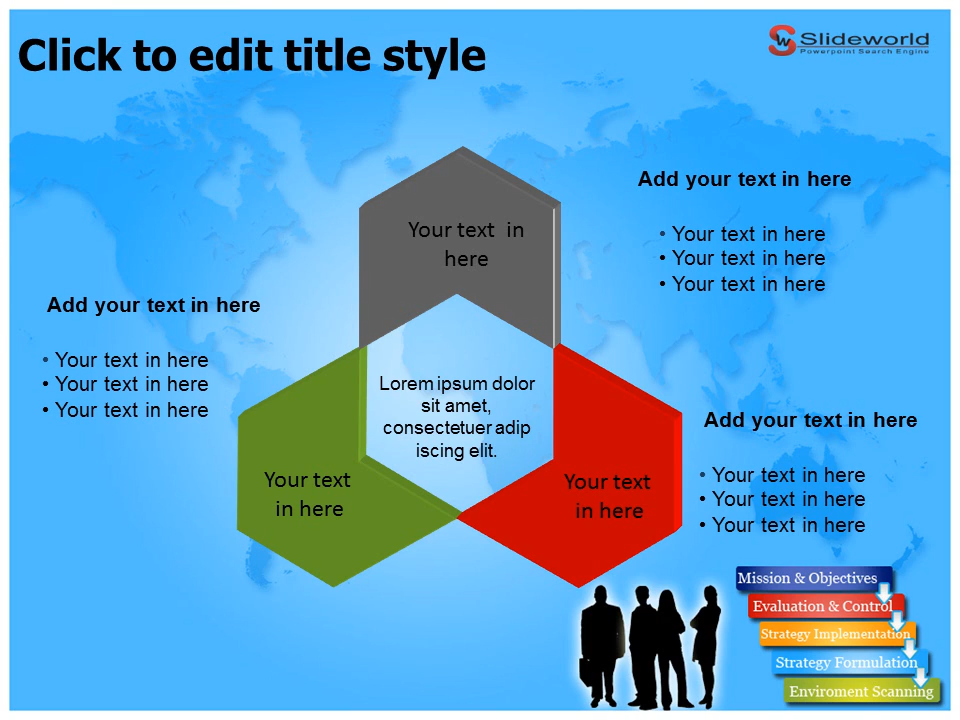 Click to edit title style
SW Slideworld
Powerpoint Search Engine
Your text in
here
Add your text in here
• Your text in here
• Your text in here
• Your text in here
Add your text in here
• Your text in here
• Your text in here
• Your text in here
Lorem ipsum dolor
sit amet,
consectetuer adip
iscing elit.
Your text
in here
Your text
in here
Add your text in here
• Your text in here
• Your text in here
• Your text in here
Mission & Objectives
Evaluation & Control
Strategy Implementation
Strategy Formulation
Enviroment Scanning